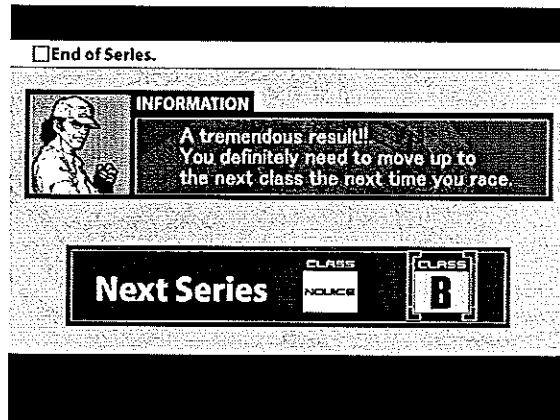 End of Series.
INFORMATION
A tremendous result!!
You definitely need to move up to
the next class the next time you race.
Next Series
CLASS
NOVICE
CLASS
B